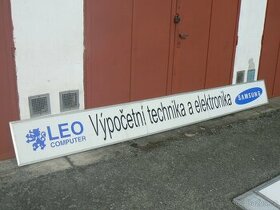 LEO
COMPUTER
Výpočetní technika a elektronika
SAMSUNG